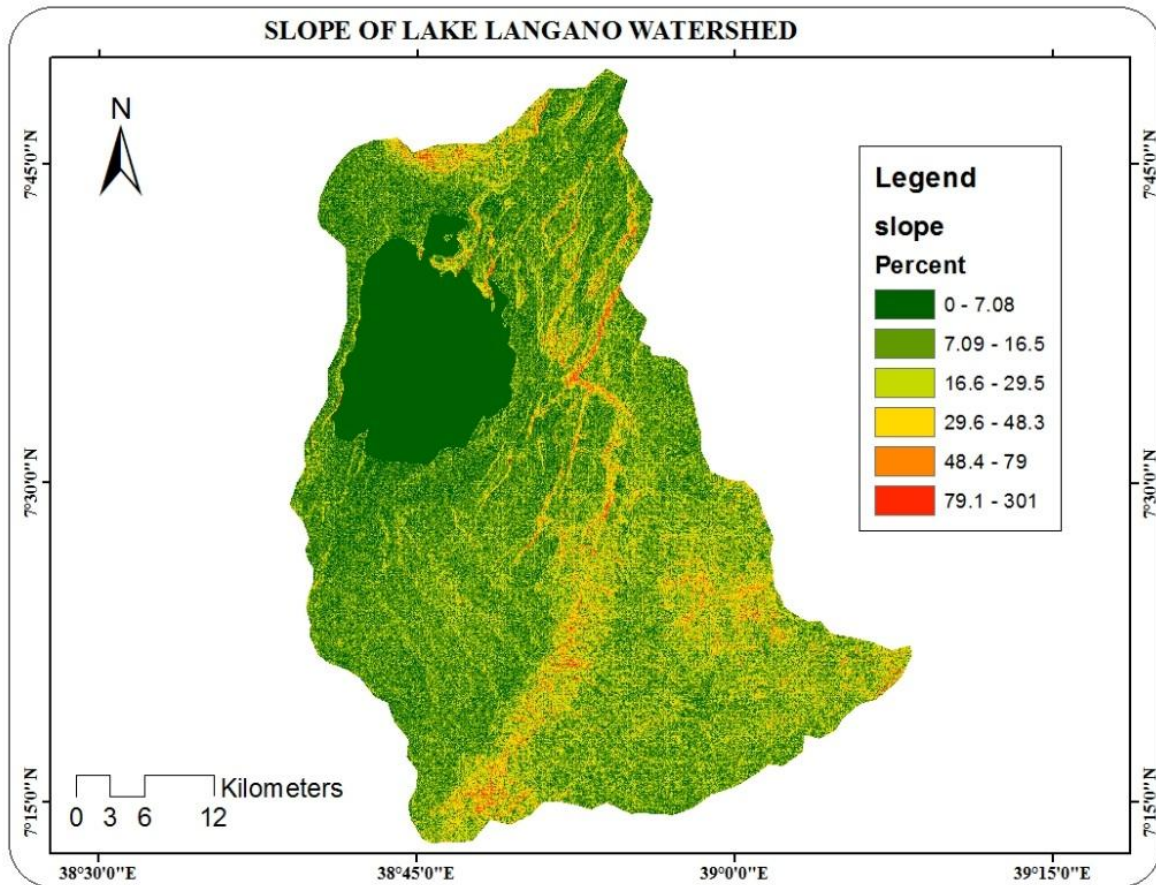 SLOPE OF LAKE LANGANO WATERSHED
N
7°45'0"N
7°45'0"N
Legend
slope
Percent
0 - 7.08
7.09 - 16.5
16.6 - 29.5
29.6 - 48.3
48.4 - 79
79.1 - 301
7°30'0"N
7°30'0"N
Kilometers
0 3 6 12
7°15'0"N
7°15'0"N
38°30'0"E 38°45'0"E 39°0'0"E 39°15'0"E